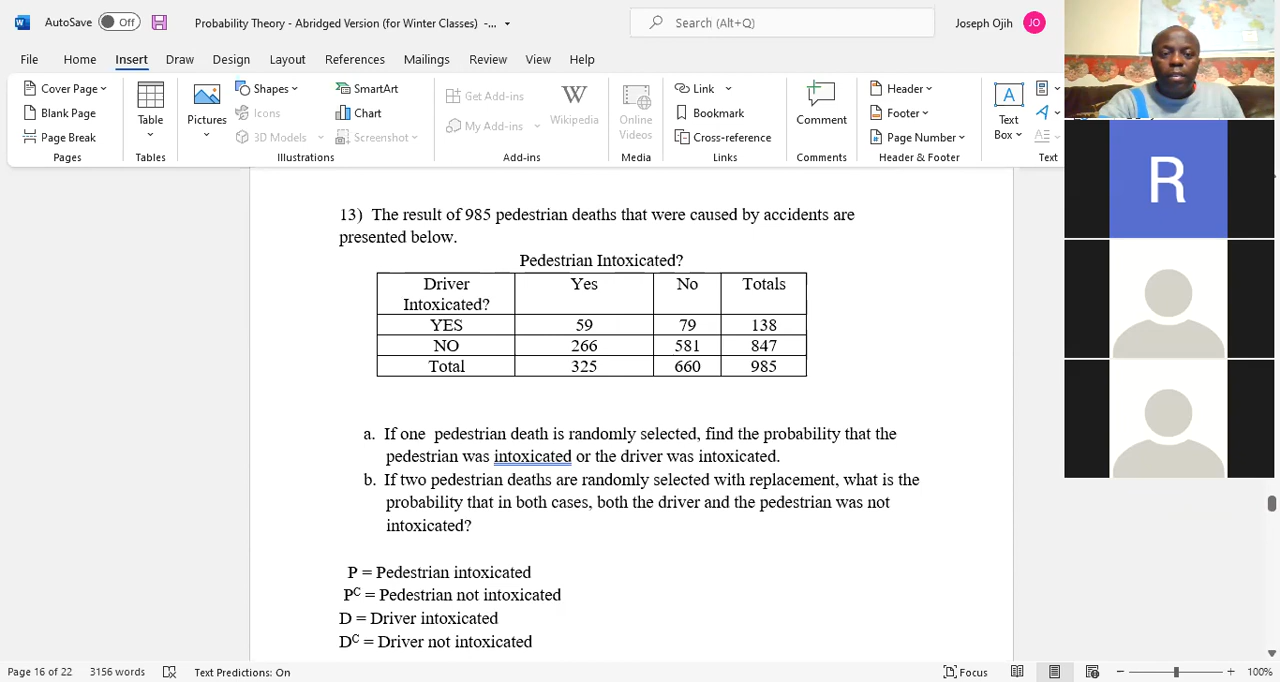 AutoSave Off
Probability Theory - Abridged Version (for Winter Classes) -...
Search (Alt+Q)
Joseph Ojih JO
File Home Insert Draw Design Layout References Mailings Review View Help
Cover Page
Blank Page
Page Break
Pages
Table
Tables
Pictures
Shapes
Icons
3D Models
SmartArt
Chart
Screenshot
Illustrations
Get Add-ins
My Add-ins
Wikipedia
Add-ins
Online
Videos
Media
Link
Bookmark
Cross-reference
Links
Comment
Comments
Header
Footer
Page Number
Header & Footer
A
Text
Box
Text
R
13) The result of 985 pedestrian deaths that were caused by accidents are
presented below.
Pedestrian Intoxicated?
Driver Intoxicated? Yes No Totals
YES 59 79 138
NO 266 581 847
Total 325 660 985
a. If one pedestrian death is randomly selected, find the probability that the
pedestrian was intoxicated or the driver was intoxicated.
b. If two pedestrian deaths are randomly selected with replacement, what is the
probability that in both cases, both the driver and the pedestrian was not
intoxicated?
P = Pedestrian intoxicated
Pᶜ = Pedestrian not intoxicated
D = Driver intoxicated
Dᶜ = Driver not intoxicated
Page 16 of 22 3156 words Text Predictions: On Focus 100%